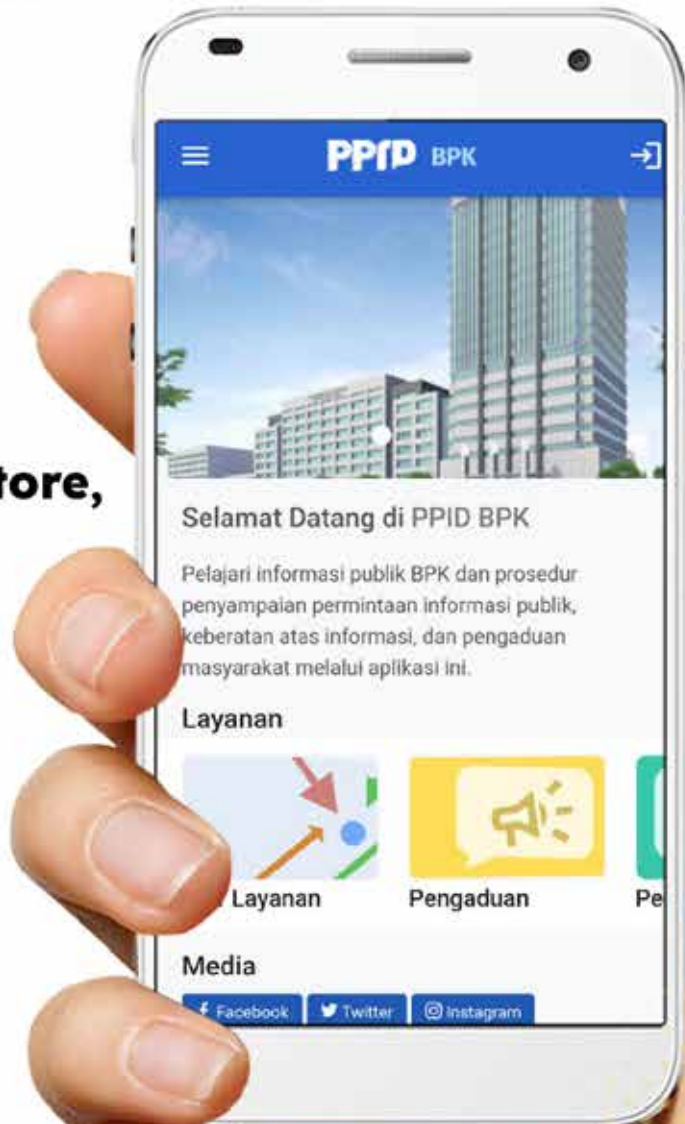 PPID BPK
tore,
Selamat Datang di PPID BPK
Pelajari informasi publik BPK dan prosedur
penyampaian permintaan informasi publik,
keberatan atas informasi, dan pengaduan
masyarakat melalui aplikasi ini.
Layanan
Layanan
Pengaduan
Pe
Media
Facebook
Twitter
Instagram